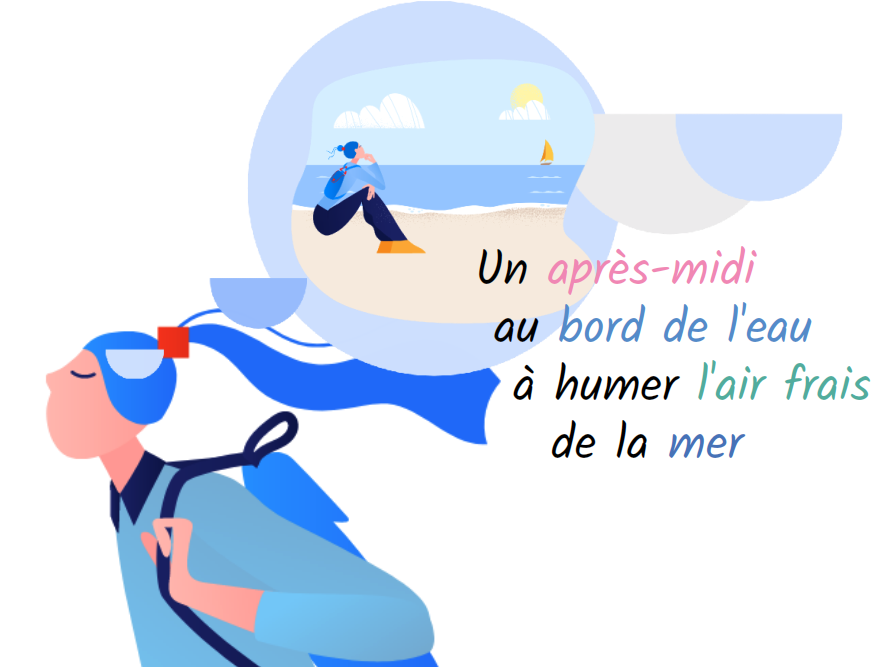 Un après-midi
au bord de l'eau
à humer l'air frais
de la mer